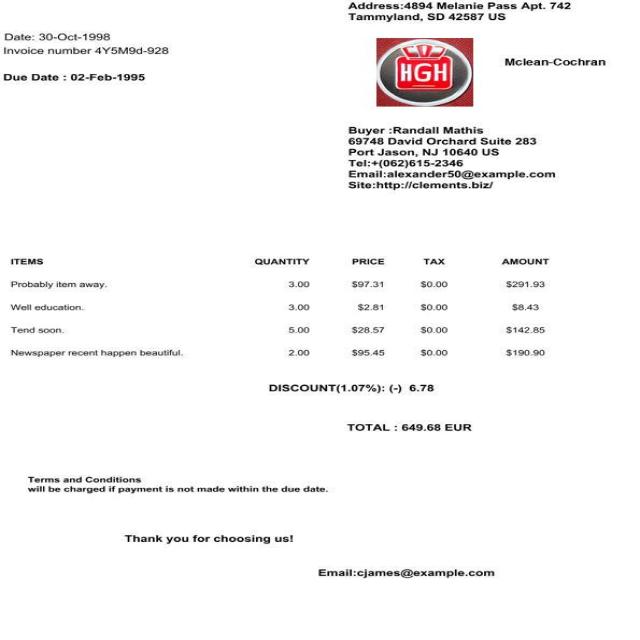 Address:4894 Melanie Pass Apt. 742
Tammyland, SD 42587 US
Date: 30-Oct-1998
Invoice number 4Y5M9d-928
Due Date : 02-Feb-1995
HGH
Mclean-Cochran
Buyer :Randall Mathis
69748 David Orchard Suite 283
Port Jason, NJ 10640 US
Tel:+(062)615-2346
Email:alexander50@example.com
Site:http://clements.biz/
ITEMS QUANTITY PRICE TAX AMOUNT
Probably item away. 3.00 $97.31 $0.00 $291.93
Well education. 3.00 $2.81 $0.00 $8.43
Tend soon. 5.00 $28.57 $0.00 $142.85
Newspaper recent happen beautiful. 2.00 $95.45 $0.00 $190.90
DISCOUNT(1.07%): (-) 6.78
TOTAL : 649.68 EUR
Terms and Conditions
will be charged if payment is not made within the due date.
Thank you for choosing us!
Email:cjames@example.com